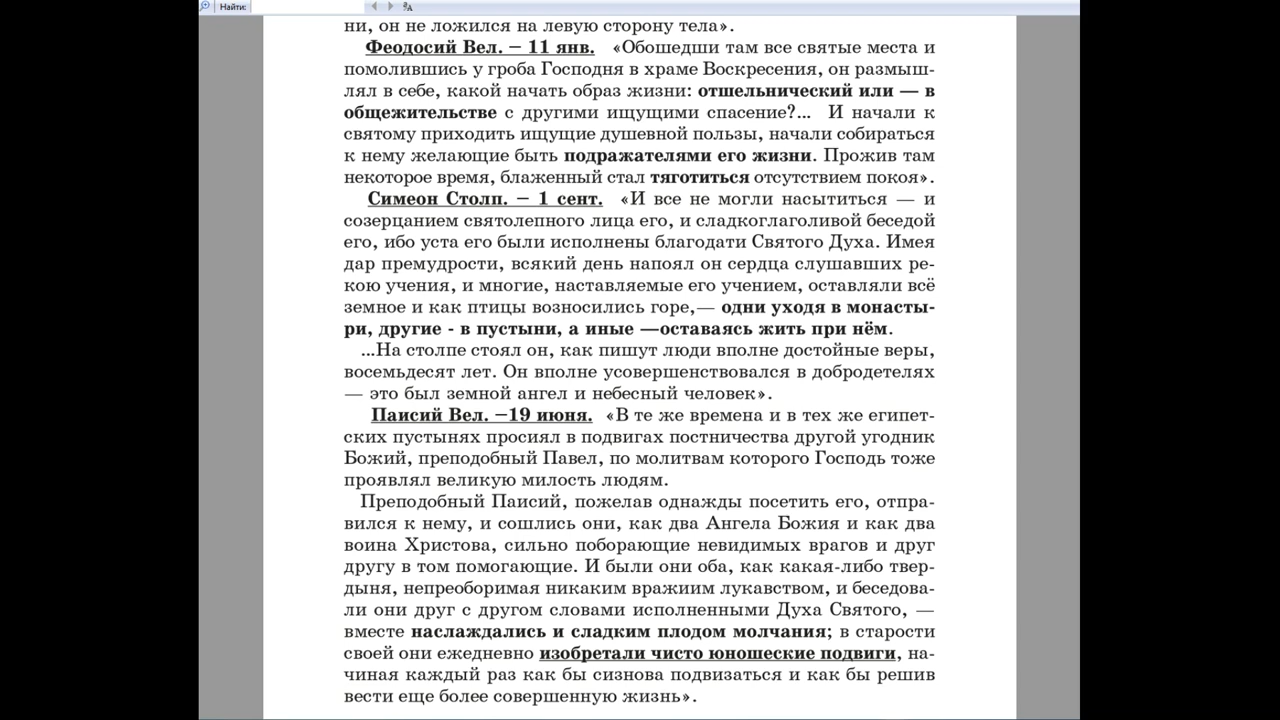 Найти:
ни, он не ложился на левую сторону тела».
Феодосий Вел. – 11 янв. «Обошедши там все святые места и
помолившись у гроба Господня в храме Воскресения, он размыш-
лял в себе, какой начать образ жизни: отшельнический или — в
общежительстве с другими ищущими спасение?... И начали к
святому приходить ищущие душевной пользы, начали собираться
к нему желающие быть подражателями его жизни. Прожив там
некоторое время, блаженный стал тяготиться отсутствием покоя».
Симеон Столп. – 1 сент. «И все не могли насытиться — и
созерцанием святолепного лица его, и сладкоглаголивой беседой
его, ибо уста его были исполнены благодати Святого Духа. Имея
дар премудрости, всякий день напоял он сердца слушавших ре-
кою учения, и многие, наставляемые его учением, оставляли всё
земное и как птицы возносились горе,— одни уходя в монасты-
ри, другие - в пустыни, а иные —оставаясь жить при нём.
...На столпе стоял он, как пишут люди вполне достойные веры,
восемьдесят лет. Он вполне усовершенствовался в добродетелях
— это был земной ангел и небесный человек».
Паисий Вел. –19 июня. «В те же времена и в тех же египет-
ских пустынях просиял в подвигах постничества другой угодник
Божий, преподобный Павел, по молитвам которого Господь тоже
проявлял великую милость людям.
Преподобный Паисий, пожелав однажды посетить его, отпра-
вился к нему, и сошлись они, как два Ангела Божия и как два
воина Христова, сильно поборающие невидимых врагов и друг
другу в том помогающие. И были они оба, как какая-либо твер-
дыня, непреоборимая никаким вражиим лукавством, и беседова-
ли они друг с другом словами исполненными Духа Святого, —
вместе наслаждались и сладким плодом молчания; в старости
своей они ежедневно изобретали чисто юношеские подвиги, на-
чиная каждый раз как бы сизнова подвизаться и как бы решив
вести еще более совершенную жизнь».